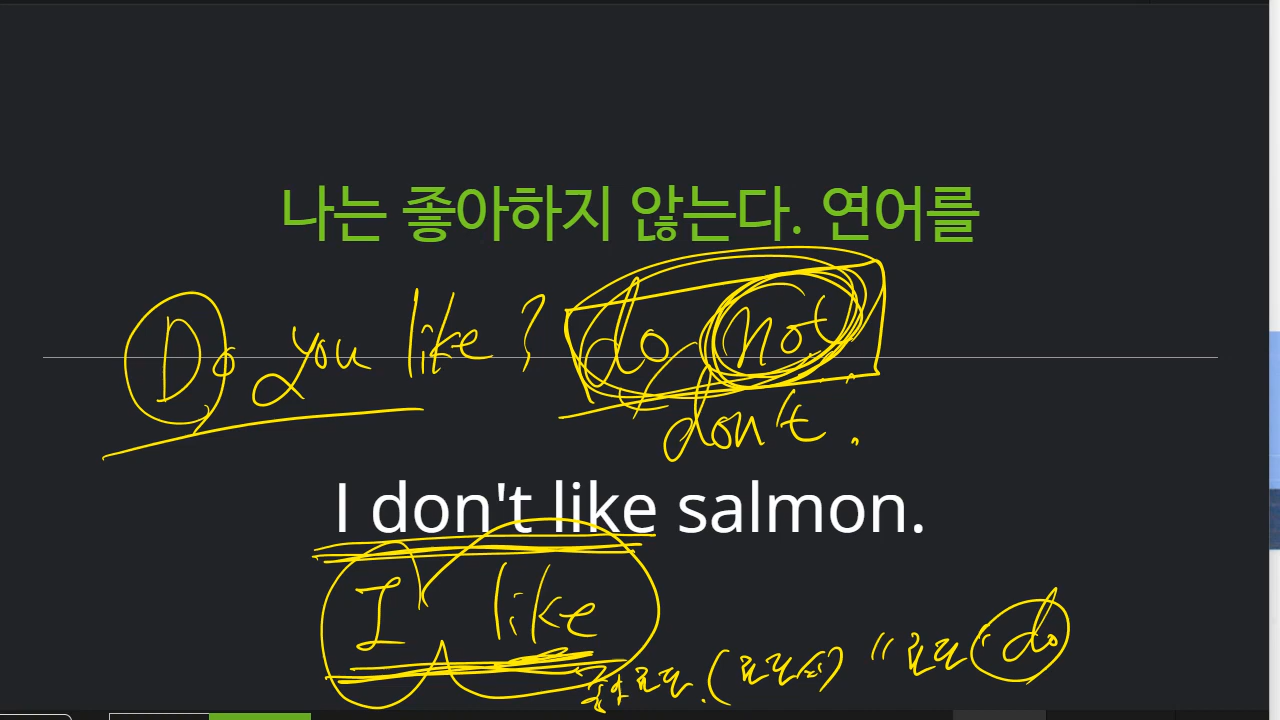 나는 좋아하지 않는다. 연어를
Do you like? do not
don't.
I don't like salmon.
I like
do